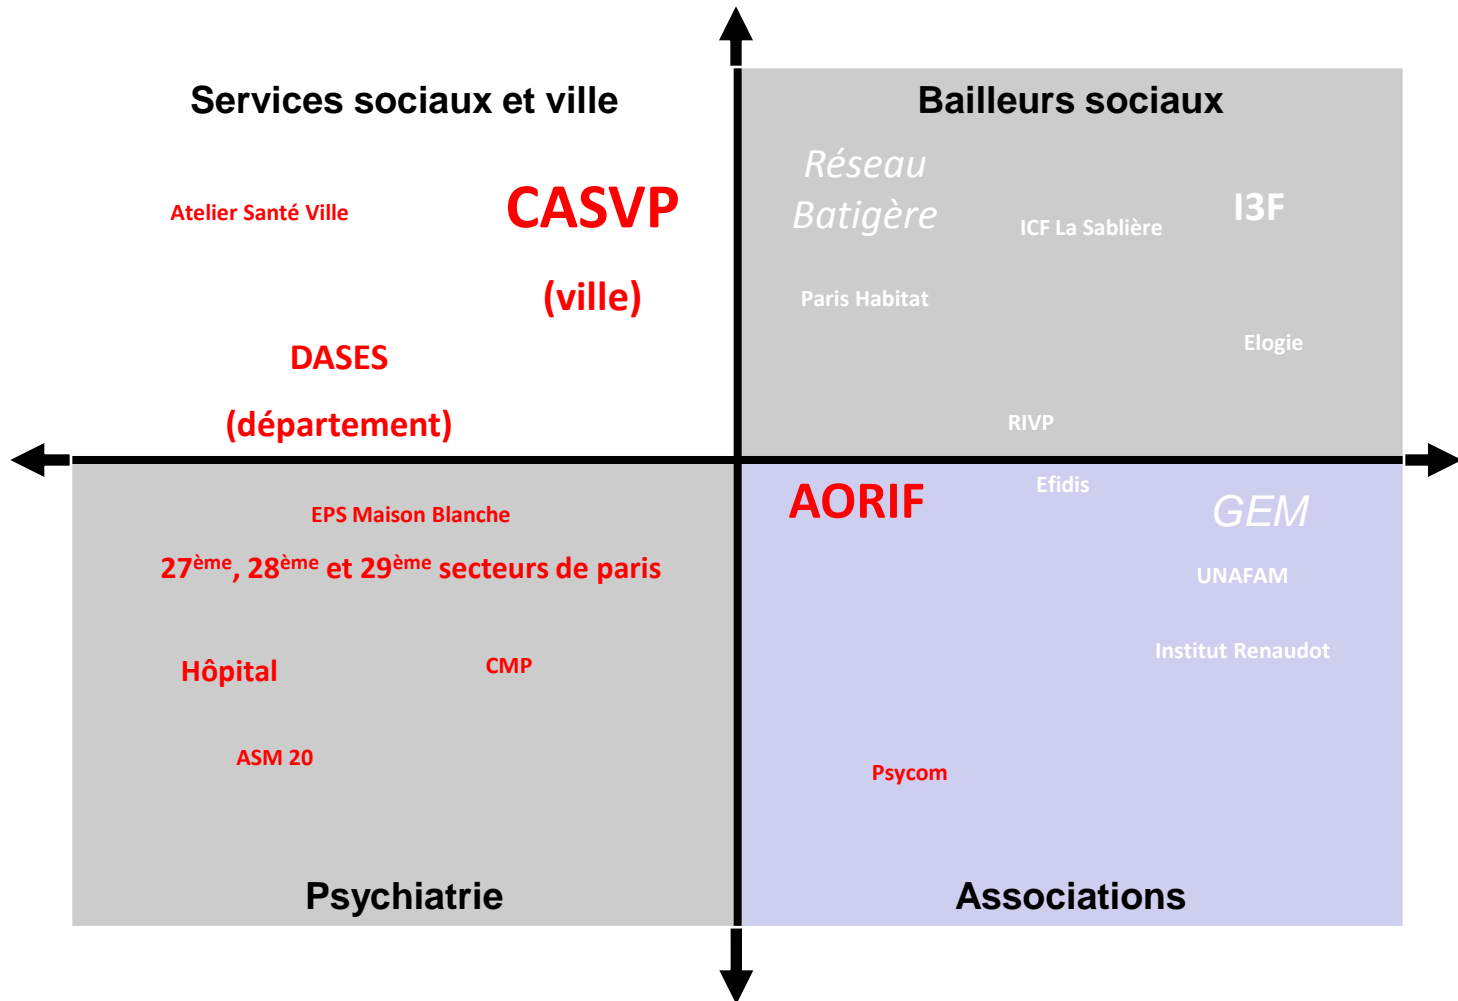 Services sociaux et ville
Atelier Santé Ville
CASVP
(ville)
DASES
(département)
Bailleurs sociaux
Réseau
Batigère
ICF La Sablière
I3F
Paris Habitat
Elogie
RIVP
EPS Maison Blanche
27ème, 28ème et 29ème secteurs de paris
Hôpital
CMP
ASM 20
Psychiatrie
AORIF
Efidis
GEM
UNAFAM
Institut Renaudot
Psycom
Associations